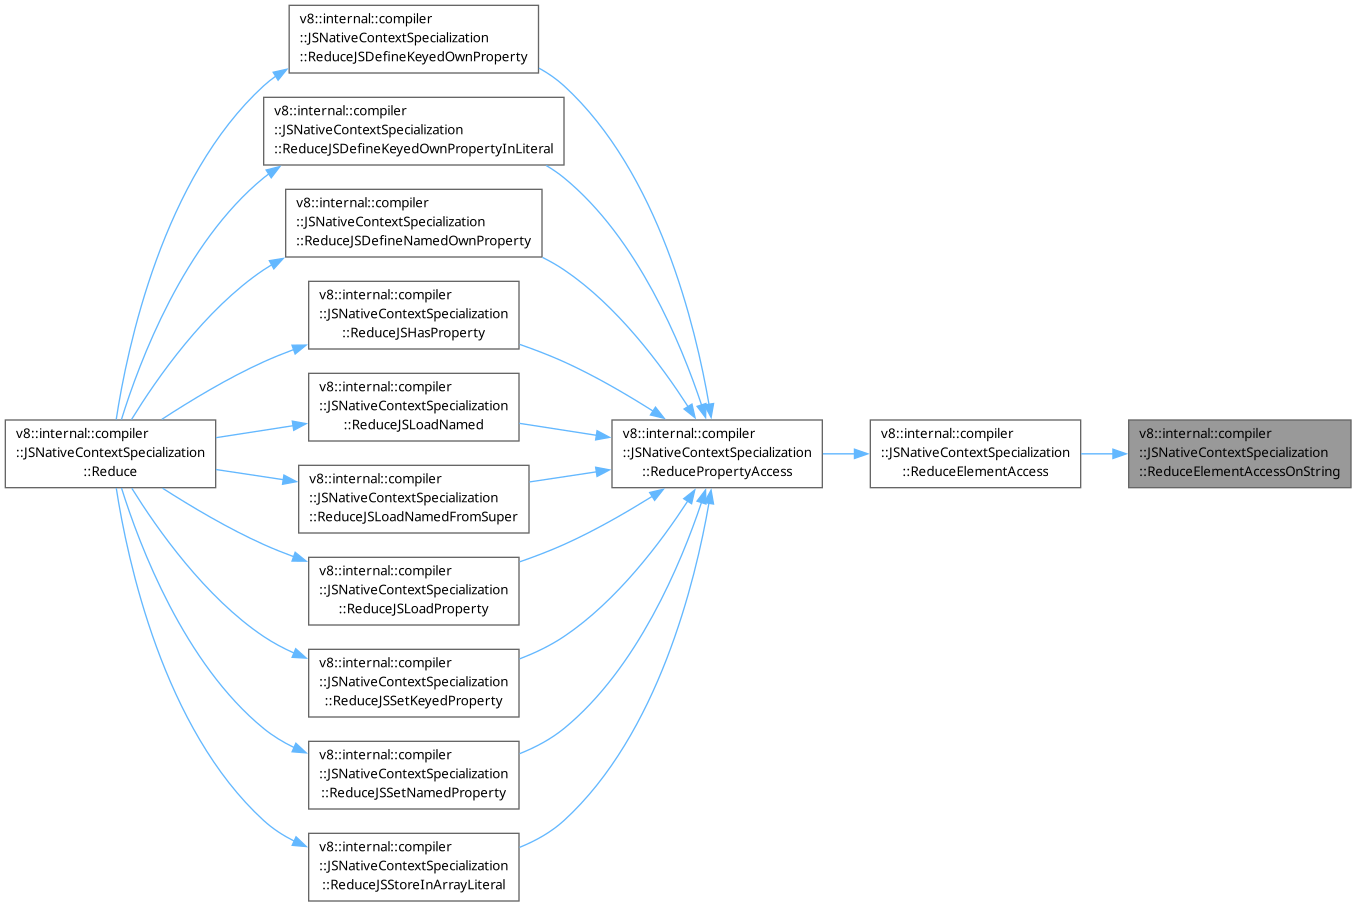 v8::internal::compiler
::JSNativeContextSpecialization
::ReduceJSDefineKeyedOwnProperty
v8::internal::compiler
::JSNativeContextSpecialization
::ReduceJSDefineKeyedOwnPropertyInLiteral
v8::internal::compiler
::JSNativeContextSpecialization
::ReduceJSDefineNamedOwnProperty
v8::internal::compiler
::JSNativeContextSpecialization
::ReduceJSHasProperty
v8::internal::compiler
::JSNativeContextSpecialization
::ReduceJSLoadNamed
v8::internal::compiler
::JSNativeContextSpecialization
::Reduce
v8::internal::compiler
::JSNativeContextSpecialization
::ReducePropertyAccess
v8::internal::compiler
::JSNativeContextSpecialization
::ReduceElementAccess
v8::internal::compiler
::JSNativeContextSpecialization
::ReduceElementAccessOnString
v8::internal::compiler
::JSNativeContextSpecialization
::ReduceJSLoadNamedFromSuper
v8::internal::compiler
::JSNativeContextSpecialization
::ReduceJSLoadProperty
v8::internal::compiler
::JSNativeContextSpecialization
::ReduceJSSetKeyedProperty
v8::internal::compiler
::JSNativeContextSpecialization
::ReduceJSSetNamedProperty
v8::internal::compiler
::JSNativeContextSpecialization
::ReduceJSStoreInArrayLiteral